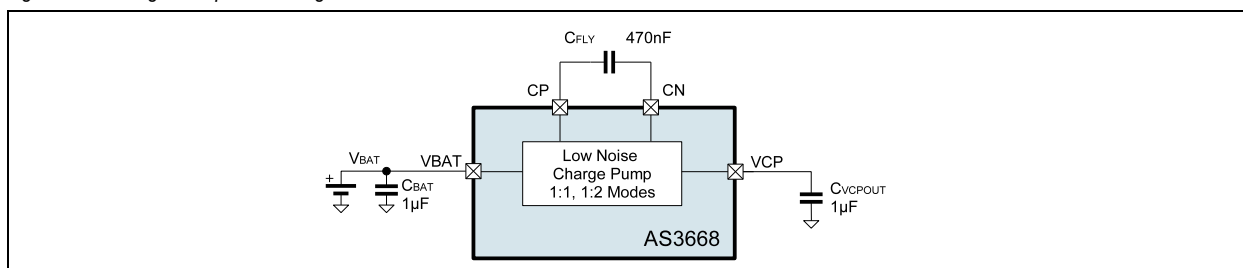 CFLY 470nF
CP CN
VBAT VBAT VCP
Low Noise
Charge Pump
1:1, 1:2 Modes
+
CBAT
1µF
CVCPOUT
1µF
AS3668